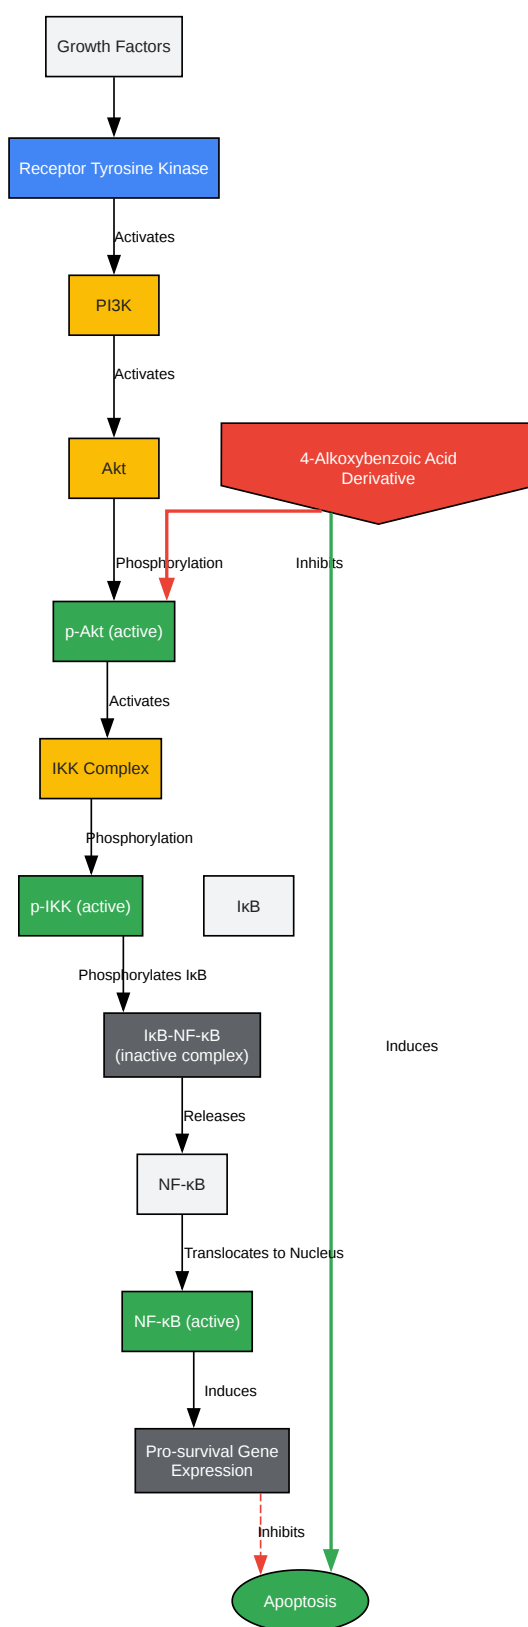 Growth Factors
Receptor Tyrosine Kinase
Activates
PI3K
Activates
Akt
4-Alkoxybenzoic Acid
Derivative
Phosphorylation
Inhibits
p-Akt (active)
Activates
IKK Complex
Phosphorylation
p-IKK (active)
IκB
Phosphorylates IκB
IκB-NF-κB
(inactive complex)
Induces
Releases
NF-κB
Translocates to Nucleus
NF-κB (active)
Induces
Pro-survival Gene
Expression
Inhibits
Apoptosis